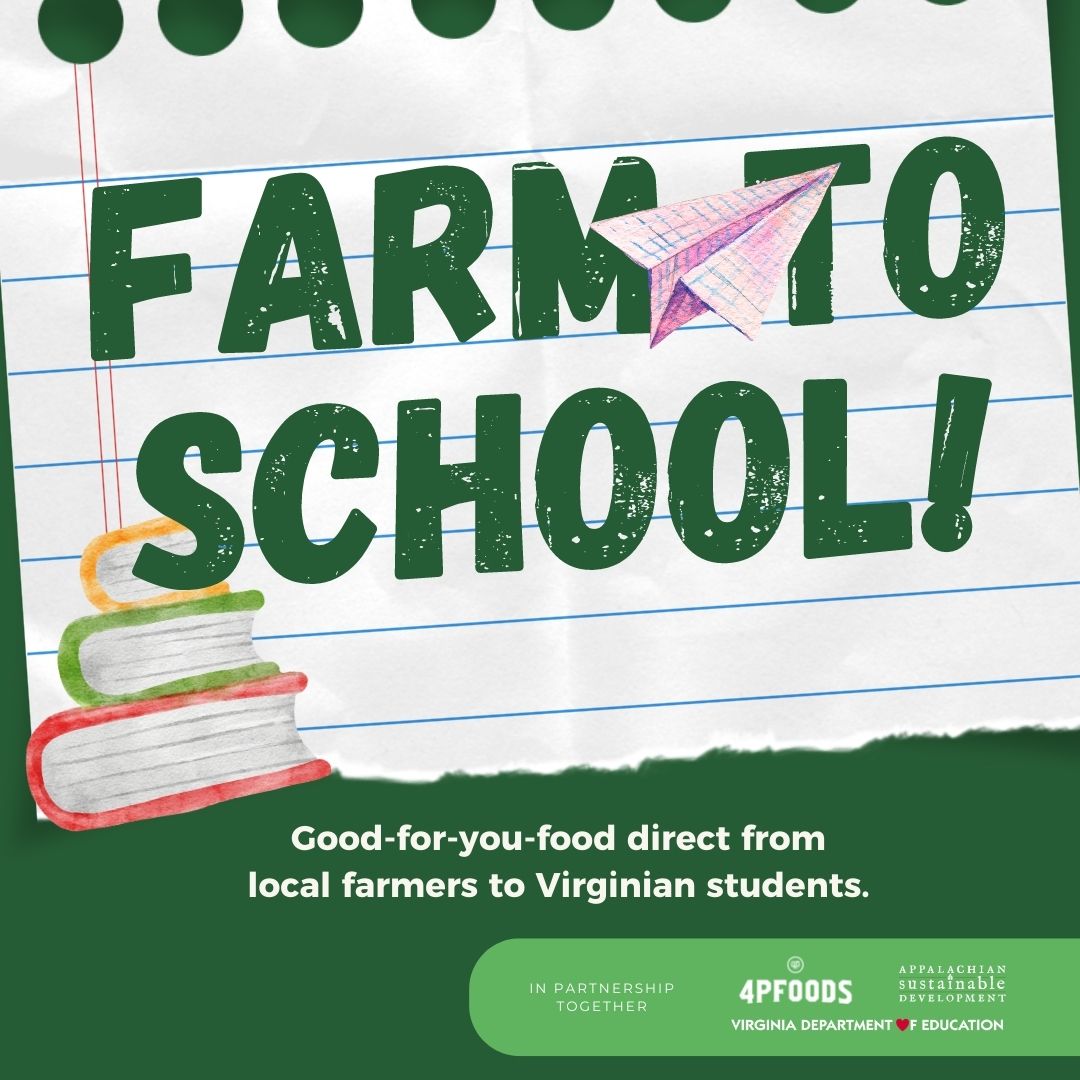 FARM TO
SCHOOL!
Good-for-you-food direct from
local farmers to Virginian students.
IN PARTNERSHIP
TOGETHER
4PFOODS
APPALACHIAN
sustainable
DEVELOPMENT
VIRGINIA DEPARTMENT ♥F EDUCATION